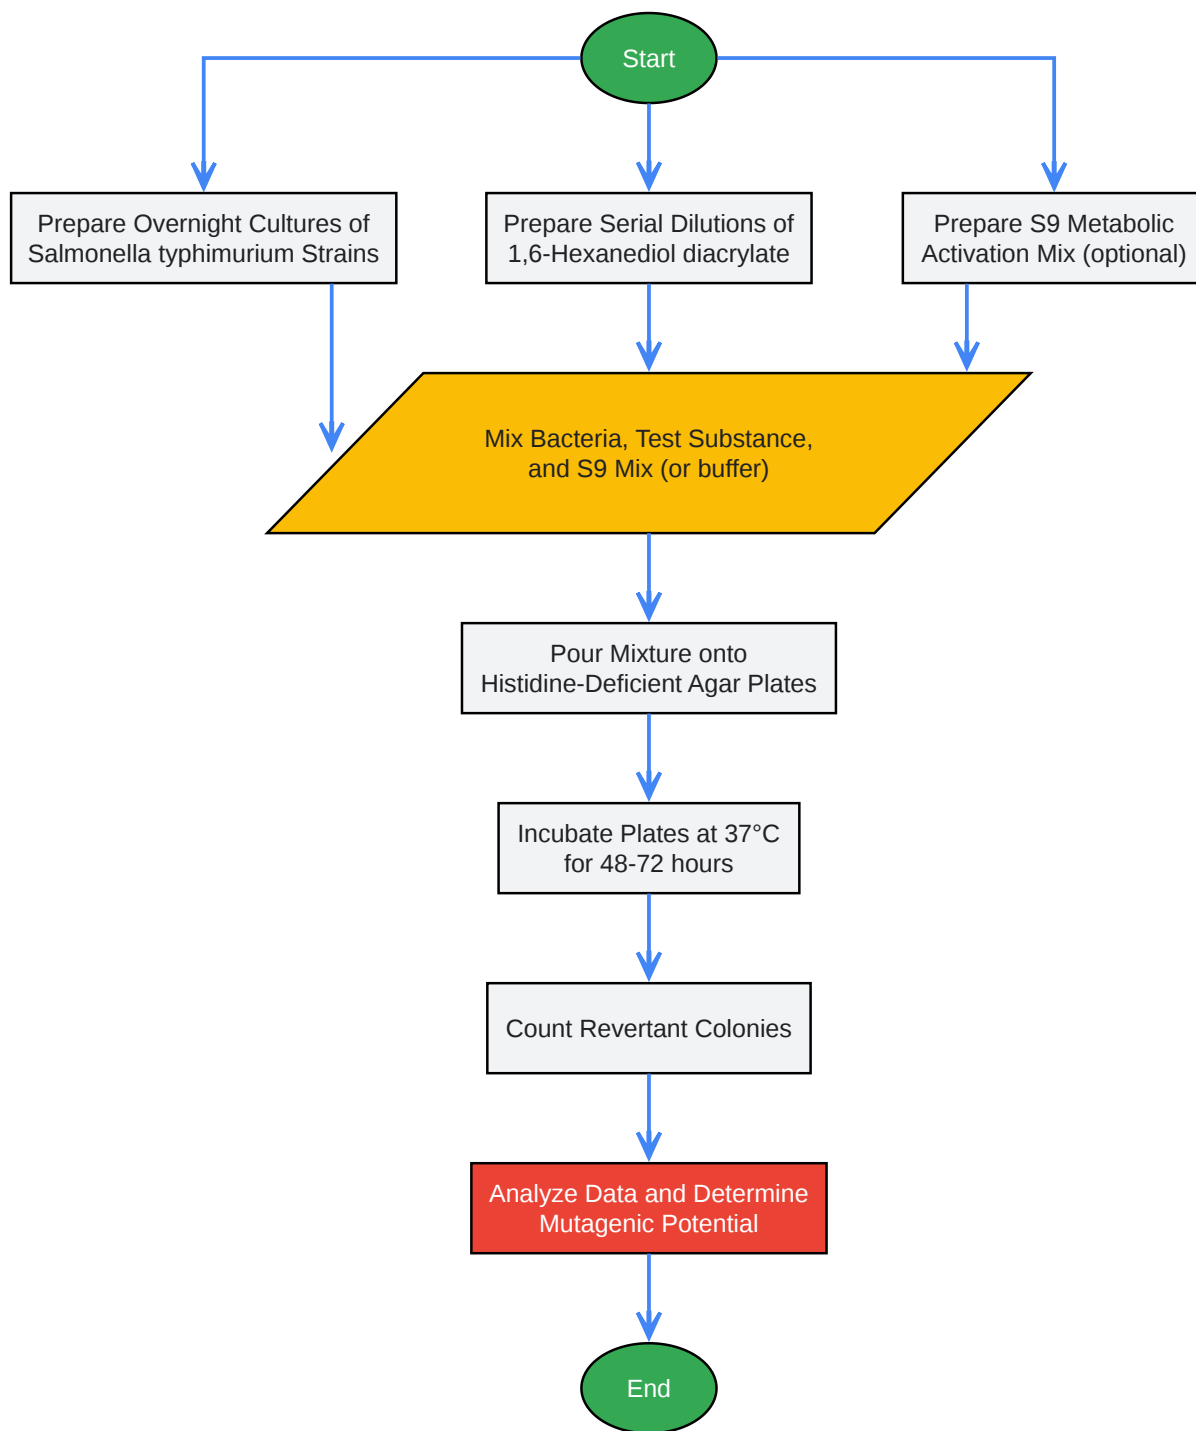 Start
Prepare Overnight Cultures of
Salmonella typhimurium Strains
Prepare Serial Dilutions of
1,6-Hexanediol diacrylate
Prepare S9 Metabolic
Activation Mix (optional)
Mix Bacteria, Test Substance,
and S9 Mix (or buffer)
Pour Mixture onto
Histidine-Deficient Agar Plates
Incubate Plates at 37°C
for 48-72 hours
Count Revertant Colonies
Analyze Data and Determine
Mutagenic Potential
End